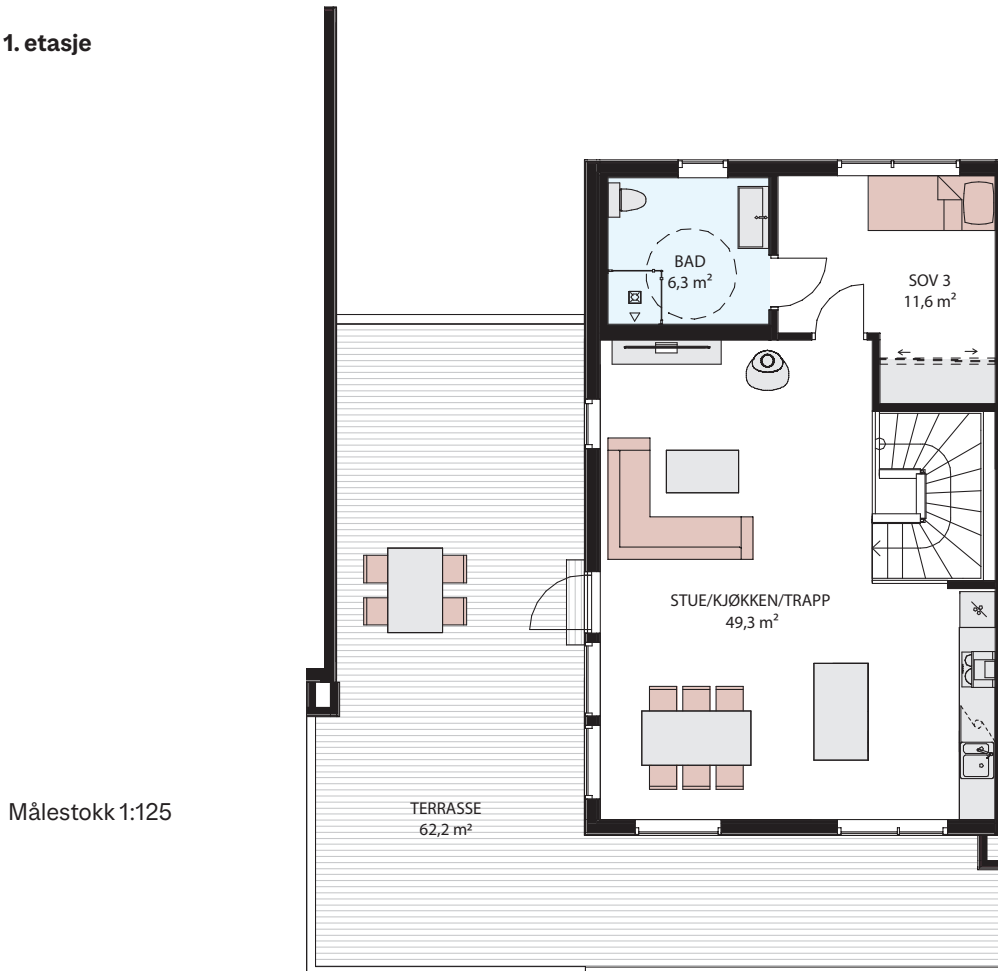 1. etasje
BAD
6,3 m²
SOV 3
11,6 m²
STUE/KJØKKEN/TRAPP
49,3 m²
TERRASSE
62,2 m²
Målestokk 1:125